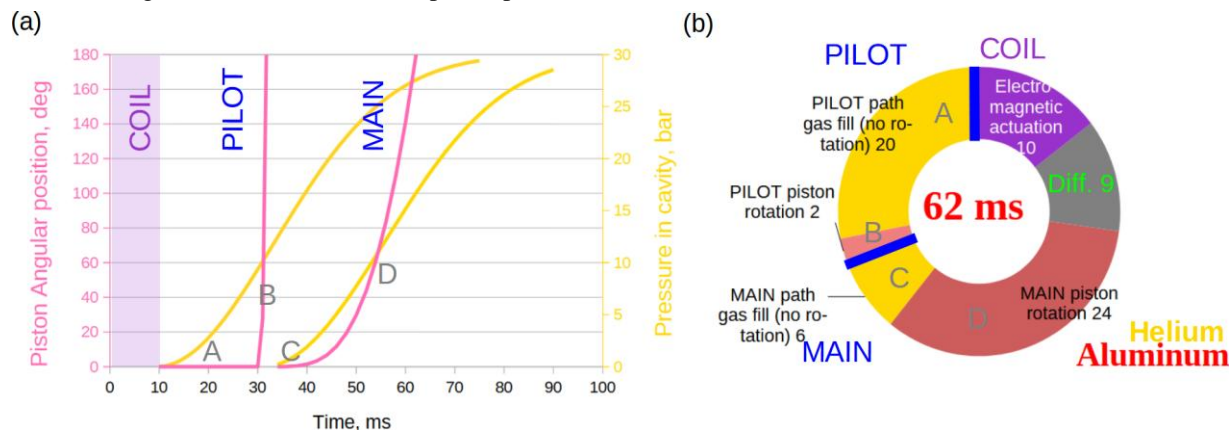 (a)
Piston Angular position, deg
180
160
140
120
100
80
60
40
20
0
COIL
PILOT
MAIN
A
B
C
D
30
25
20
15
10
5
0
Pressure in cavity, bar
0
10
20
30
40
50
60
70
80
90
100
Time, ms
(b)
PILOT
COIL
PILOT path
gas fill (no ro-
tation) 20
A
Electro
magnetic
actuation
10
Diff. 9
PILOT piston
rotation 2
B
62 ms
C
MAIN path
gas fill (no ro-
tation) 6
MAIN
D
MAIN piston
rotation 24
Helium
Aluminum